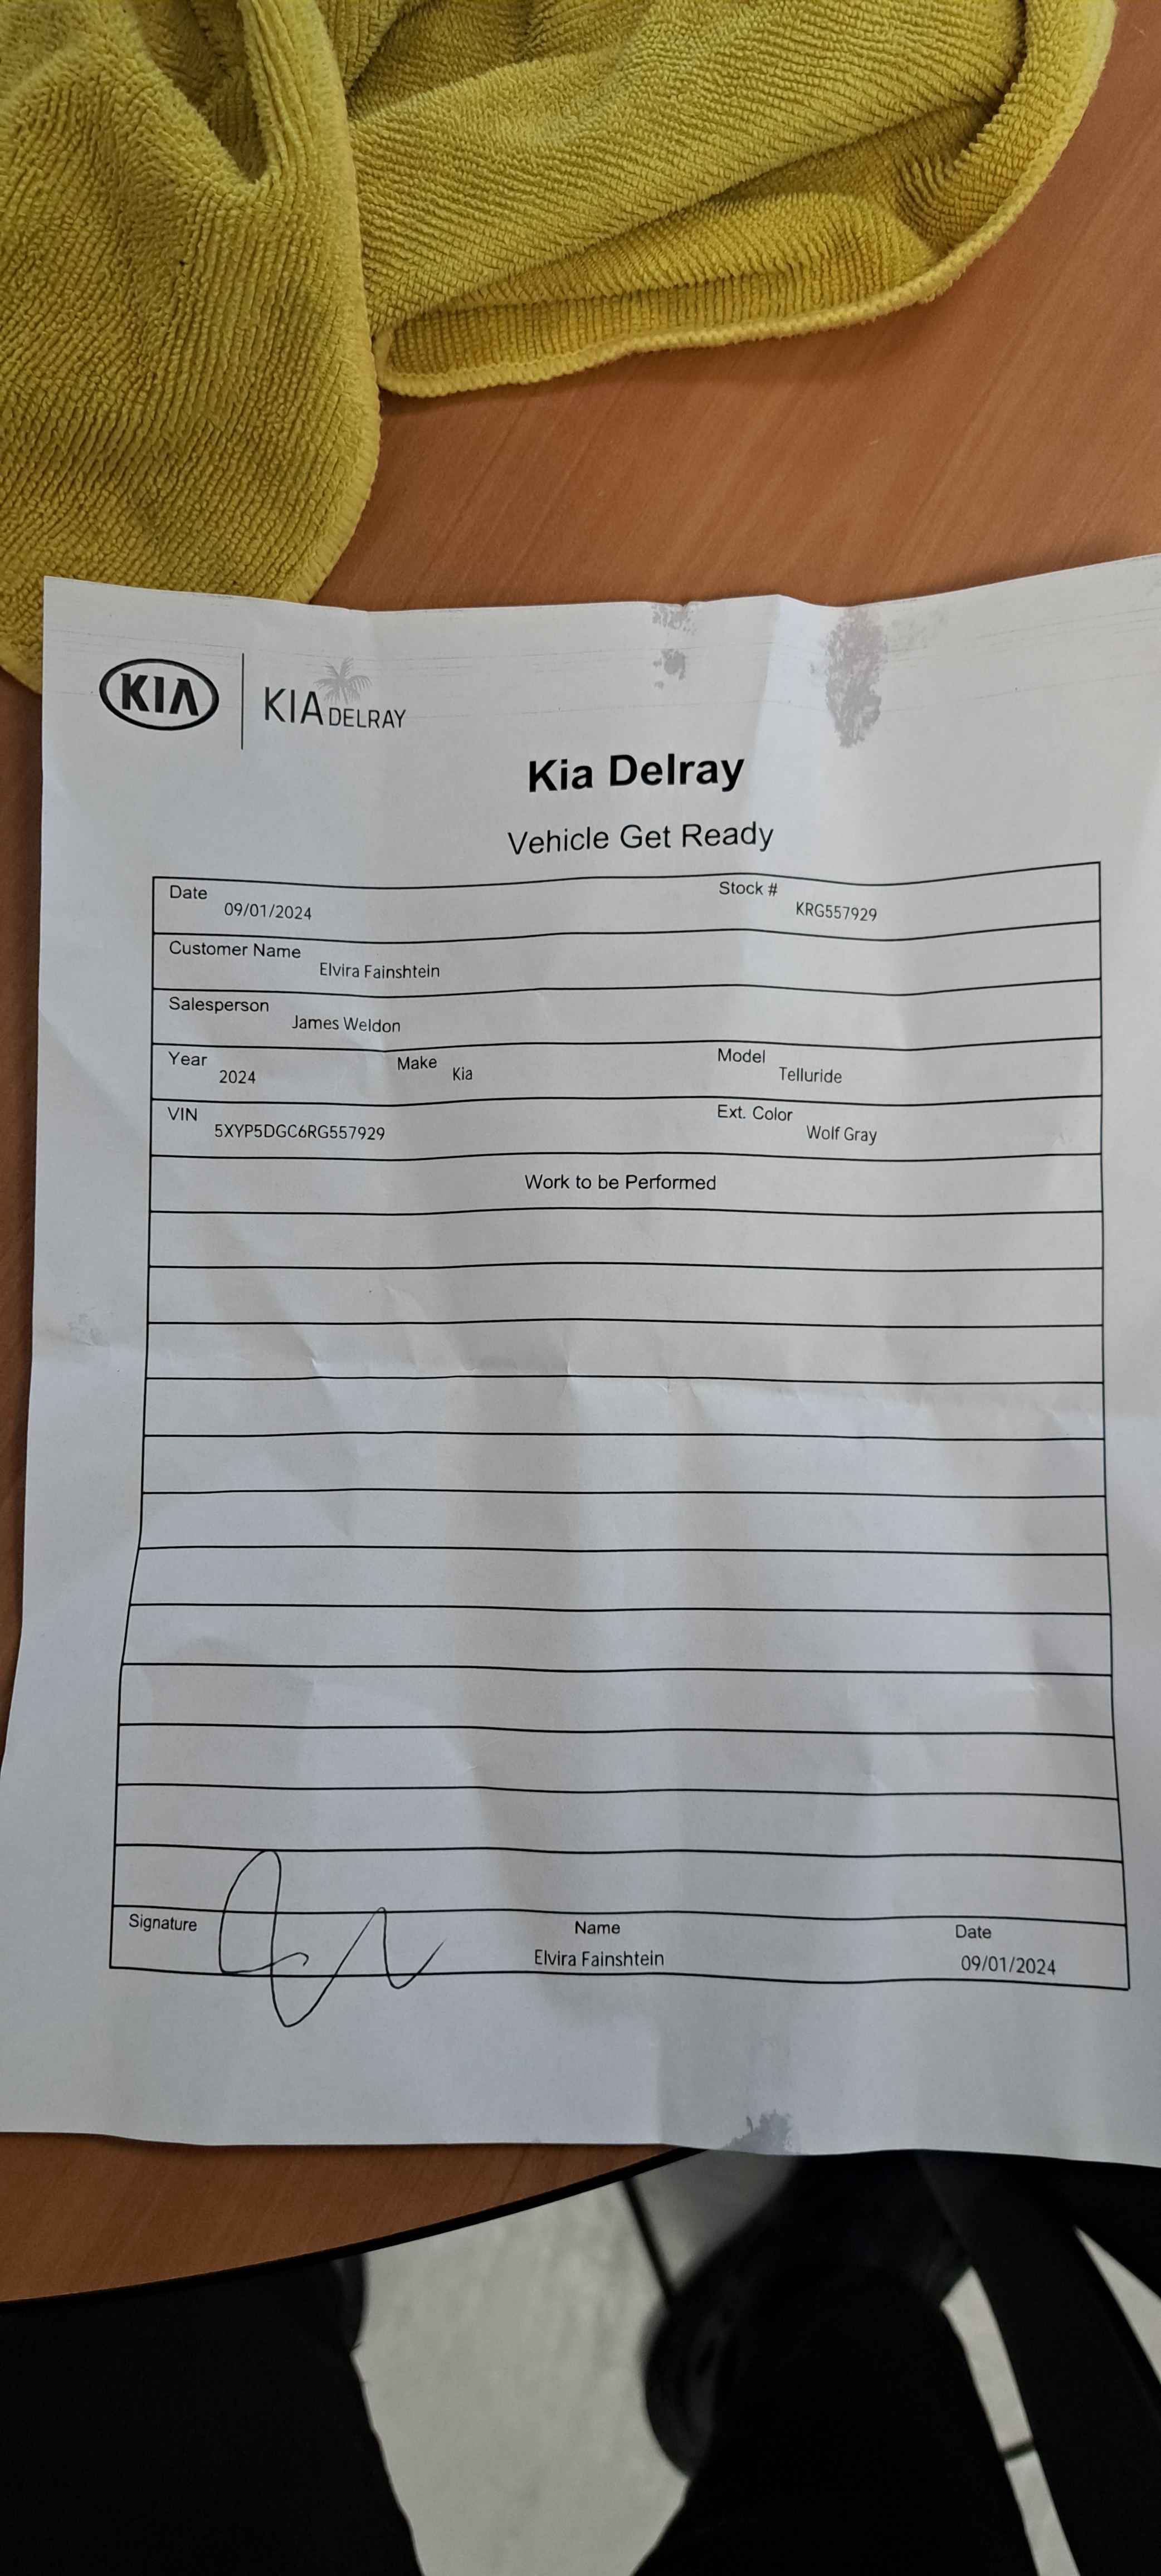 KIA KIA DELRAY
Kia Delray
Vehicle Get Ready
Date 09/01/2024 Stock # KRG557929
Customer Name Elvira Fainshtein
Salesperson James Weldon
Year 2024 Make Kia Model Telluride
VIN 5XYP5DGC6RG557929 Ext. Color Wolf Gray
Work to be Performed
Signature Name Date
Elvira Fainshtein 09/01/2024